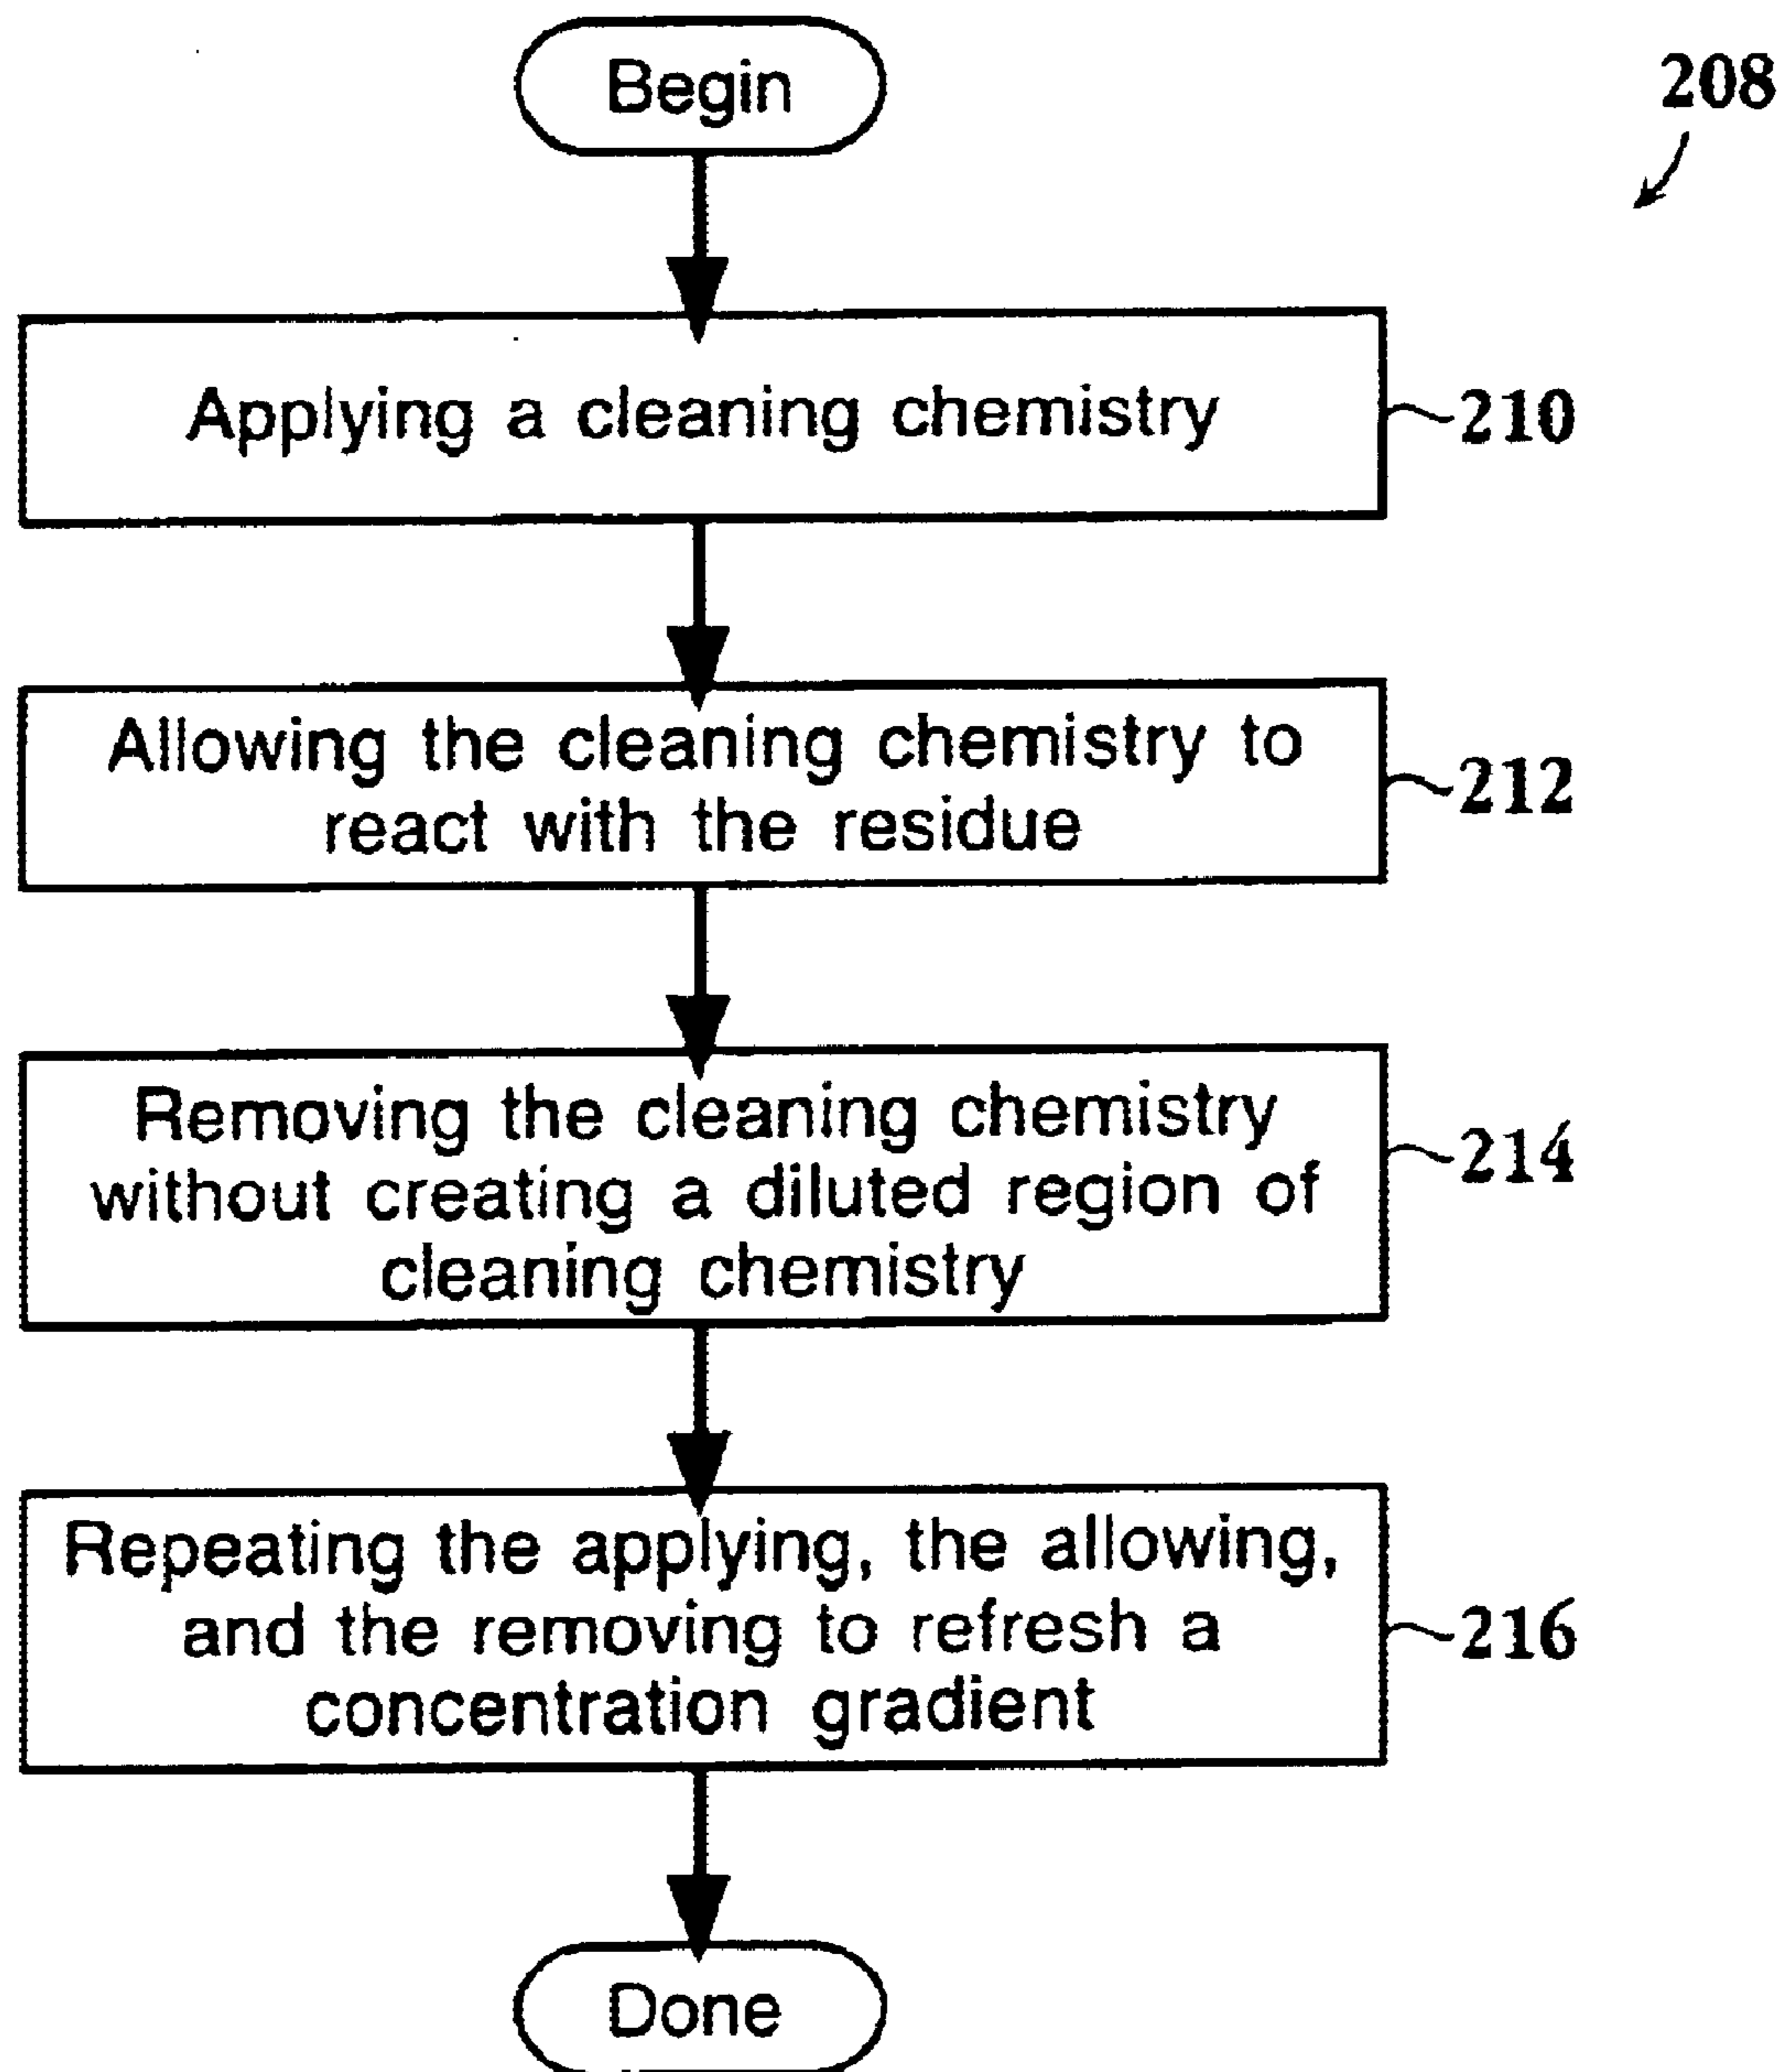 Begin
208
Applying a cleaning chemistry
210
Allowing the cleaning chemistry to
react with the residue
212
Removing the cleaning chemistry
without creating a diluted region of
cleaning chemistry
214
Repeating the applying, the allowing,
and the removing to refresh a
concentration gradient
216
Done